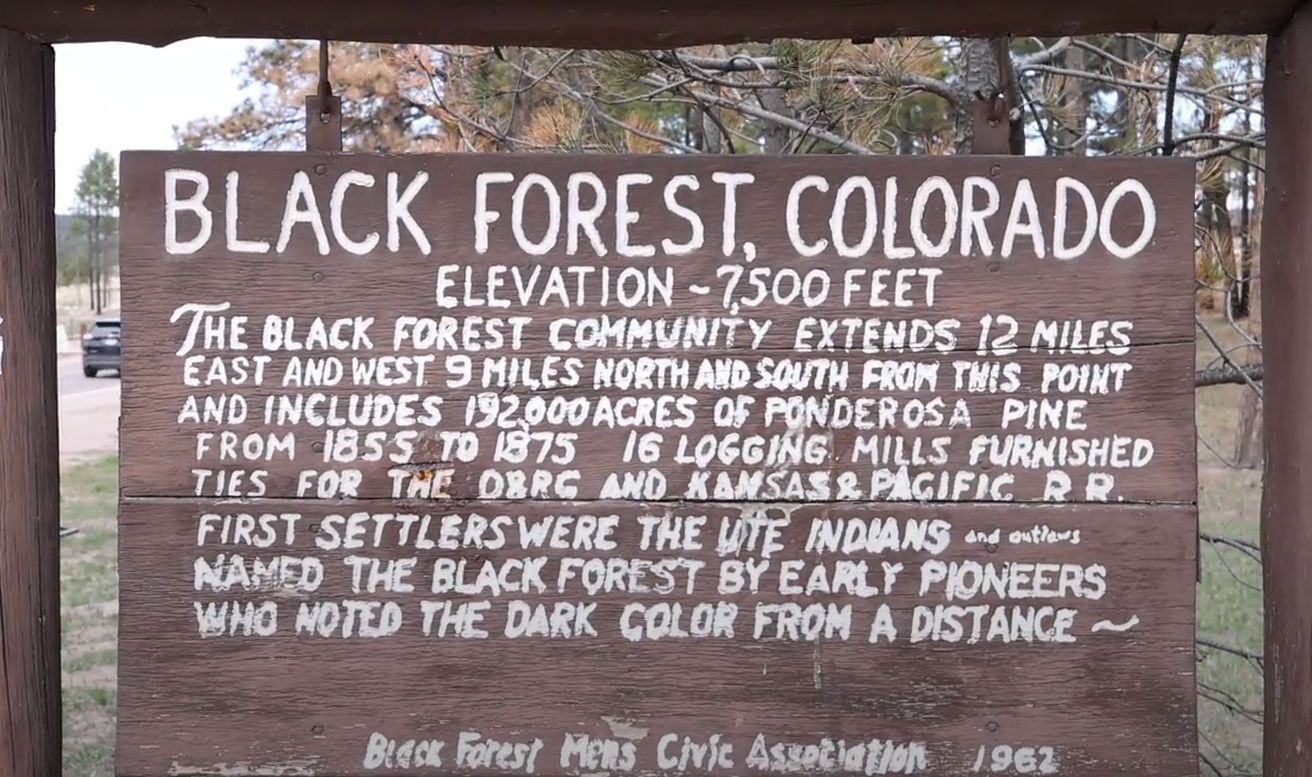 BLACK FOREST, COLORADO
ELEVATION ~ 7,500 FEET
THE BLACK FOREST COMMUNITY EXTENDS 12 MILES
EAST AND WEST 9 MILES NORTH AND SOUTH FROM THIS POINT
AND INCLUDES 192,000 ACRES OF PONDEROSA PINE
FROM 1855 TO 1875 16 LOGGING MILLS FURNISHED
TIES FOR THE D&RG AND KANSAS & PACIFIC R.R.
FIRST SETTLERS WERE THE UTE INDIANS and outlaws
NAMED THE BLACK FOREST BY EARLY PIONEERS
WHO NOTED THE DARK COLOR FROM A DISTANCE ~
Black Forest Mens Civic Association 1962